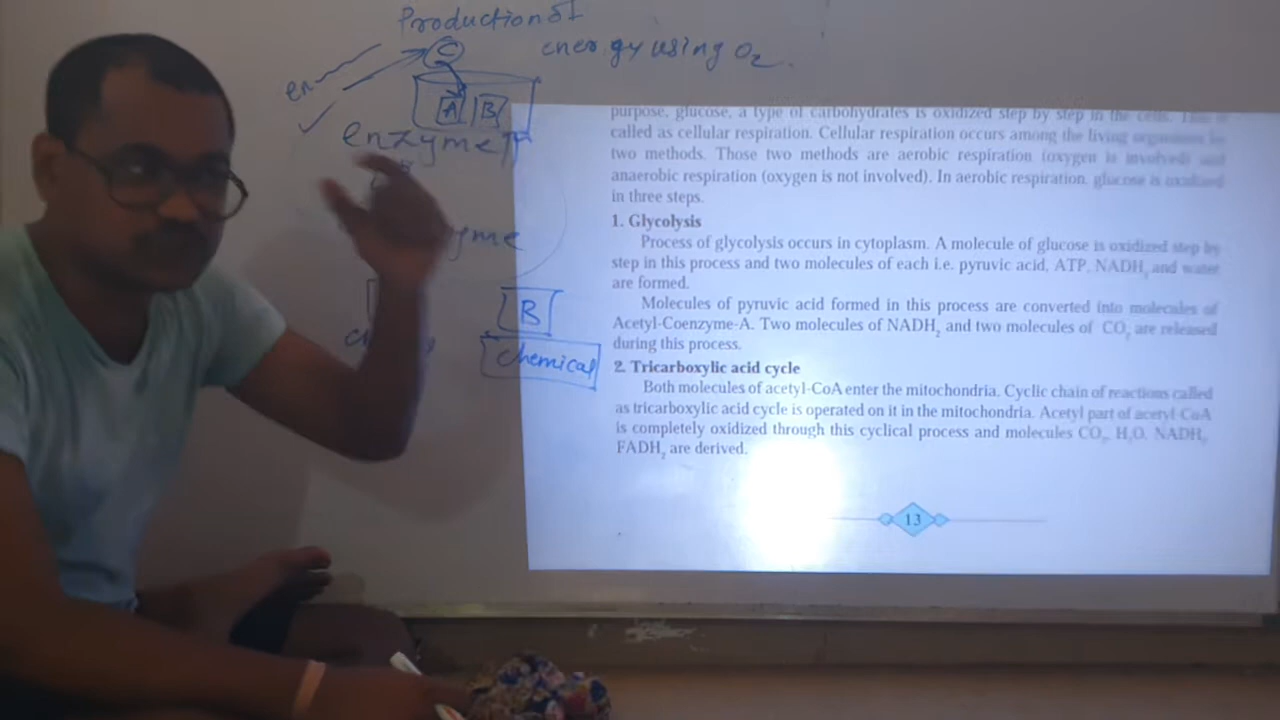 Production of
energy using O₂.
en
C
A B
enzyme
yme
B
chemical
purpose, glucose, a type of carbohydrates is oxidized step by step in the cells. This is
called as cellular respiration. Cellular respiration occurs among the living organisms by
two methods. Those two methods are aerobic respiration (oxygen is involved) and
anaerobic respiration (oxygen is not involved). In aerobic respiration, glucose is oxidized
in three steps.
1. Glycolysis
Process of glycolysis occurs in cytoplasm. A molecule of glucose is oxidized step by
step in this process and two molecules of each i.e. pyruvic acid, ATP, NADH₂ and water
are formed.
Molecules of pyruvic acid formed in this process are converted into molecules of
Acetyl-Coenzyme-A. Two molecules of NADH₂ and two molecules of CO₂ are released
during this process.
2. Tricarboxylic acid cycle
Both molecules of acetyl-CoA enter the mitochondria. Cyclic chain of reactions called
as tricarboxylic acid cycle is operated on it in the mitochondria. Acetyl part of acetyl-CoA
is completely oxidized through this cyclical process and molecules CO₂, H₂O, NADH₂,
FADH₂ are derived.
13